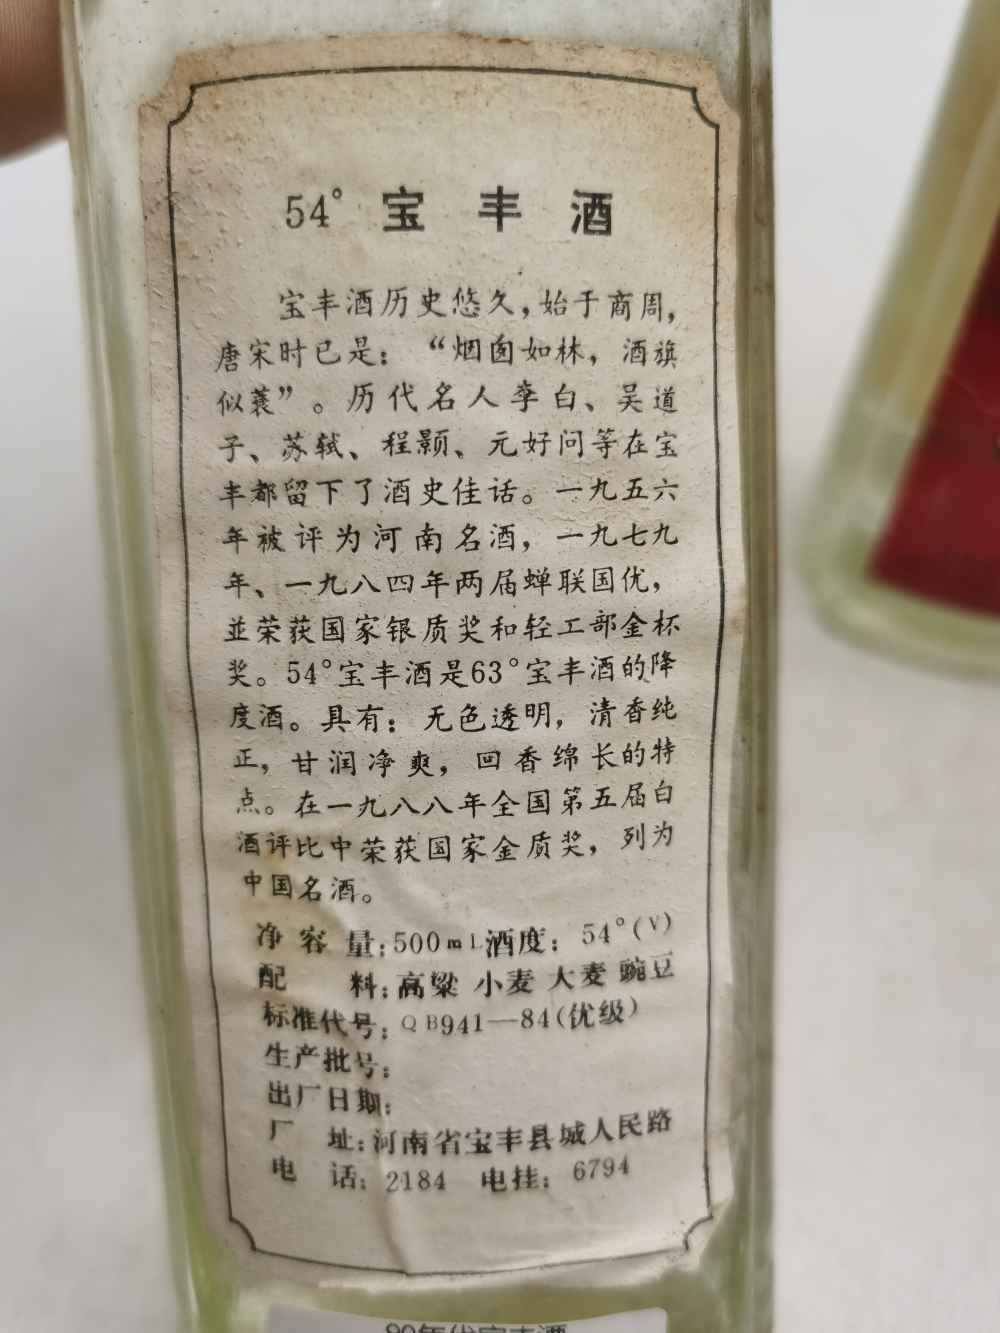 54° 宝丰酒
宝丰酒历史悠久，始于商周，
唐宋时已是：“烟囱如林，酒旗
似蓑”。历代名人李白、吴道
子、苏轼、程颢、元好问等在宝
丰都留下了酒史佳话。一九五六
年被评为河南名酒，一九七九
年、一九八四年两届蝉联国优，
並荣获国家银质奖和轻工部金杯
奖。54°宝丰酒是63°宝丰酒的降
度酒。具有：无色透明，清香纯
正，甘润净爽，回香绵长的特
点。在一九八八年全国第五届白
酒评比中荣获国家金质奖，列为
中国名酒。
净容量：500mL 酒度：54°(V)
配料：高粱 小麦 大麦 豌豆
标准代号：QB941—84(优级)
生产批号：
出厂日期：
厂址：河南省宝丰县城人民路
电话：2184 电挂：6794
80年代宝丰酒